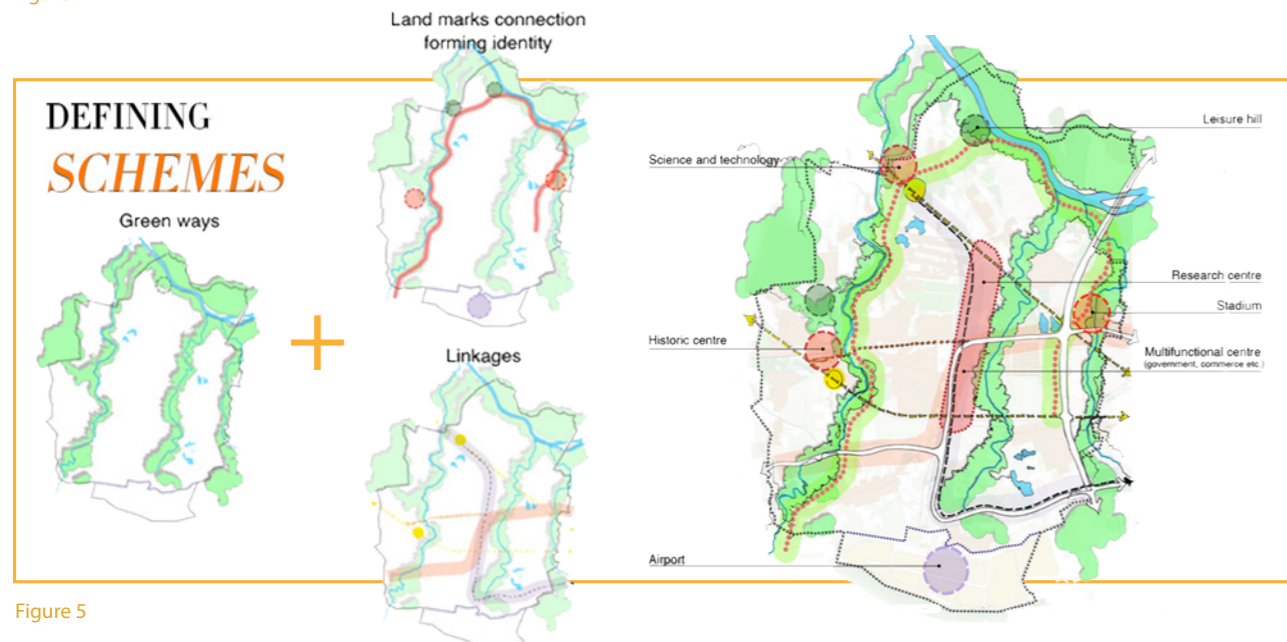 Land marks connection
forming identity
DEFINING
SCHEMES
Green ways
Linkages
Leisure hill
Science and technology
Research centre
Stadium
Historic centre
Multifunctional centre
(government, commerce etc.)
Airport
Figure 5